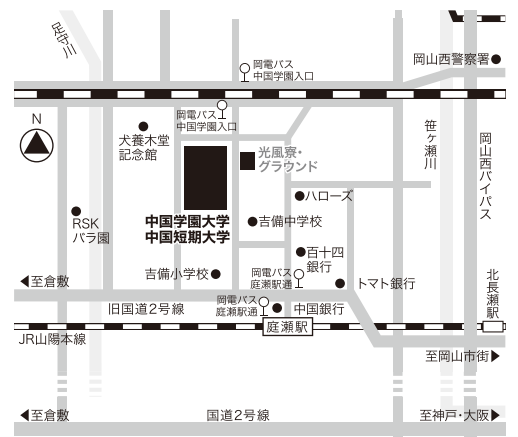 足守川
岡電バス
中国学園入口
岡山西警察署
岡電バス
中国学園入口
N
犬養木堂
記念館
光風寮・
グラウンド
笹ヶ瀬川
岡山西バイパス
ハローズ
RSK
バラ園
中国学園大学
中国短期大学
吉備中学校
百十四
銀行
吉備小学校
岡電バス
庭瀬駅通
トマト銀行
北長瀬駅
至倉敷
旧国道2号線
岡電バス
庭瀬駅通
中国銀行
庭瀬駅
JR山陽本線
至岡山市街
至倉敷
国道2号線
至神戸・大阪